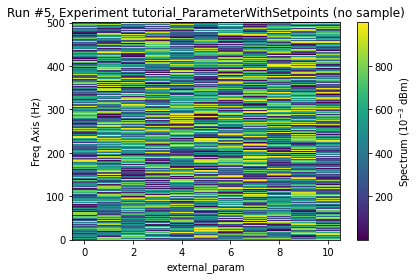 Run #5, Experiment tutorial_ParameterWithSetpoints (no sample)
500
400
300
200
100
0
Freq Axis (Hz)
0 2 4 6 8 10
external_param
800
600
400
200
Spectrum (10⁻³ dBm)